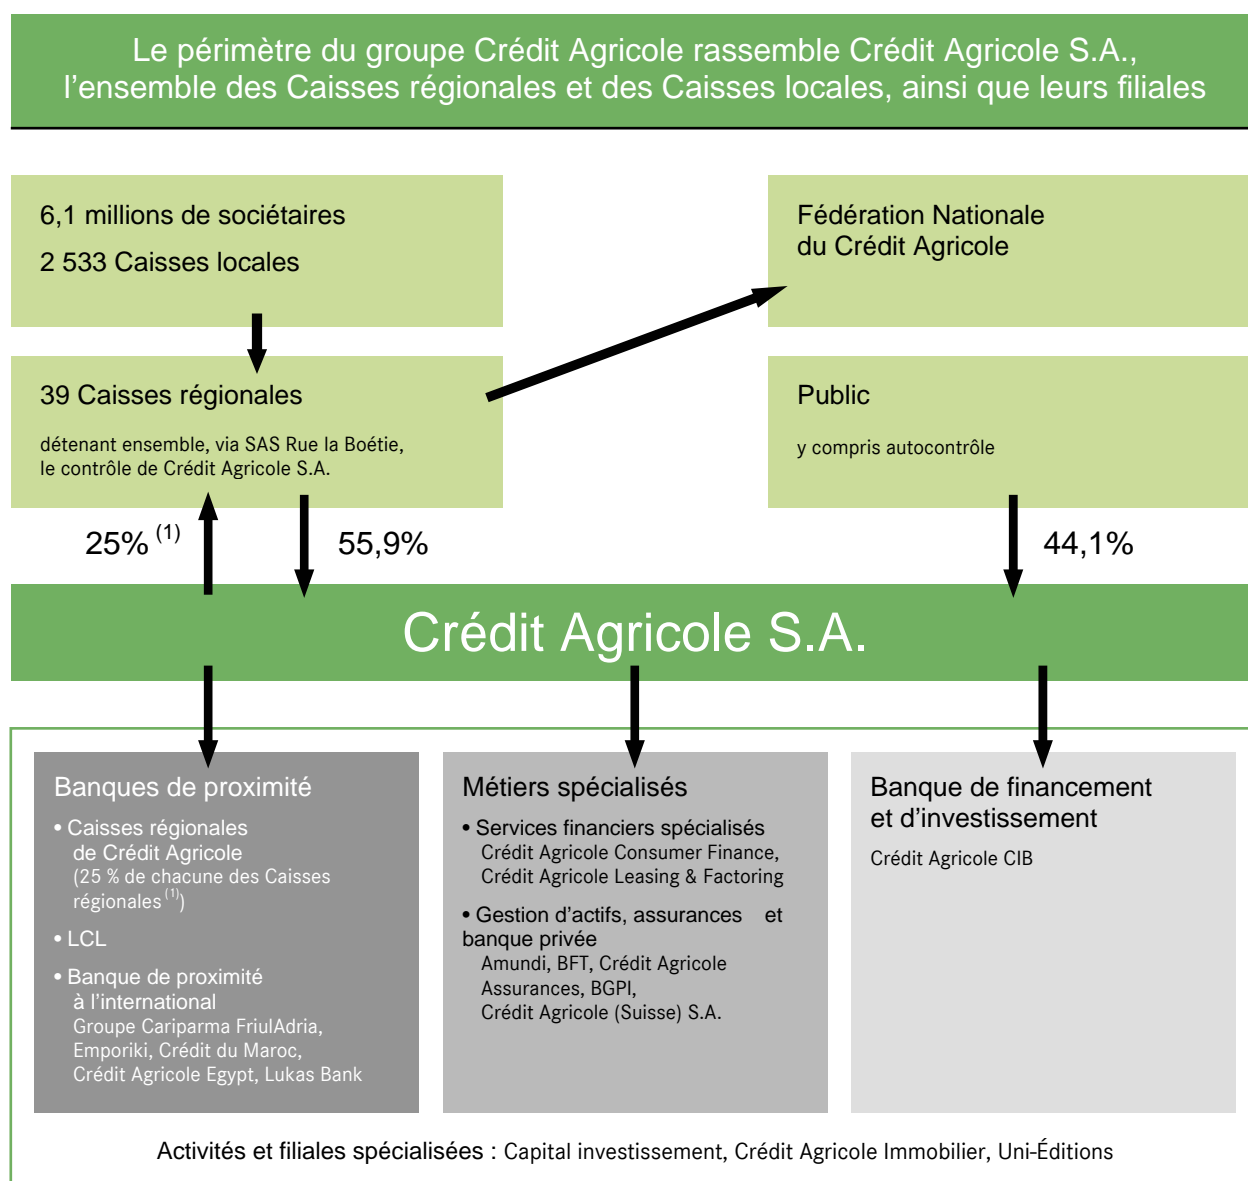 Le périmètre du groupe Crédit Agricole rassemble Crédit Agricole S.A.,
l'ensemble des Caisses régionales et des Caisses locales, ainsi que leurs filiales
6,1 millions de sociétaires
2 533 Caisses locales
Fédération Nationale
du Crédit Agricole
39 Caisses régionales
détenant ensemble, via SAS Rue la Boétie,
le contrôle de Crédit Agricole S.A.
Public
y compris autocontrôle
25% (1)
55,9%
44,1%
Crédit Agricole S.A.
Banques de proximité
• Caisses régionales
de Crédit Agricole
(25 % de chacune des Caisses
régionales (1))
• LCL
• Banque de proximité
à l'international
Groupe Cariparma FriulAdria,
Emporiki, Crédit du Maroc,
Crédit Agricole Egypt, Lukas Bank
Métiers spécialisés
• Services financiers spécialisés
Crédit Agricole Consumer Finance,
Crédit Agricole Leasing & Factoring
• Gestion d'actifs, assurances et
banque privée
Amundi, BFT, Crédit Agricole
Assurances, BGPI,
Crédit Agricole (Suisse) S.A.
Banque de financement
et d'investissement
Crédit Agricole CIB
Activités et filiales spécialisées : Capital investissement, Crédit Agricole Immobilier, Uni-Éditions